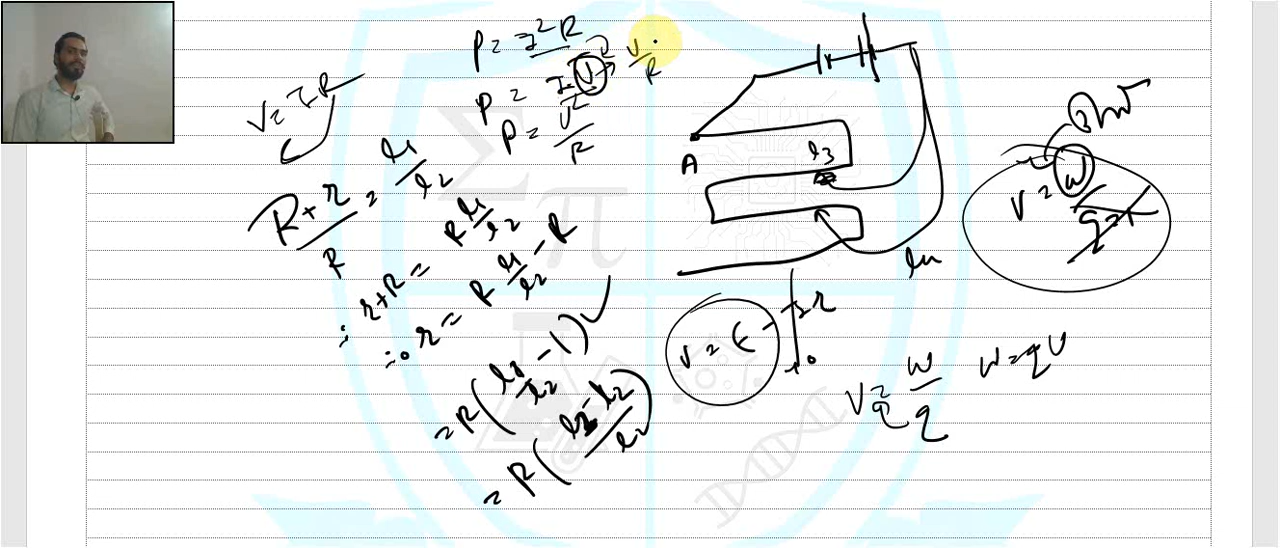 P = I²R
P = IV → V/R
P = V²/R
V = IR
R + r / R = l₁/l₂
∴ r + R = R l₁/l₂
∴ r = R l₁/l₂ - R
= R(l₁/l₂ - 1)
= R(l₁-l₂/l₂)
A
l₃
l₄
V = E - Ir
V = W/q
V = W/q
W = qV
Σ
π